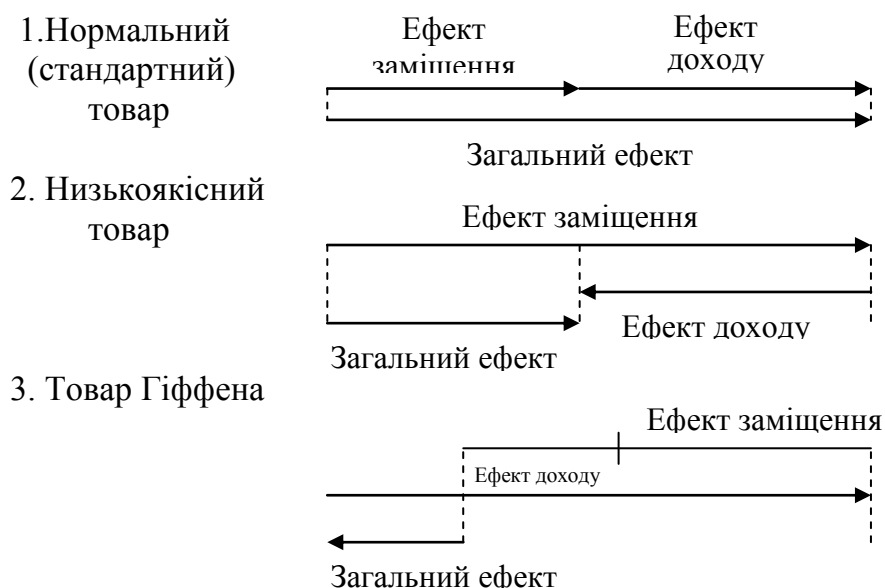 1.Нормальний
(стандартний)
товар
Ефект
заміщення
Ефект
доходу
Загальний ефект
2. Низькоякісний
товар
Ефект заміщення
Ефект доходу
Загальний ефект
3. Товар Гіффена
Ефект заміщення
Ефект доходу
Загальний ефект